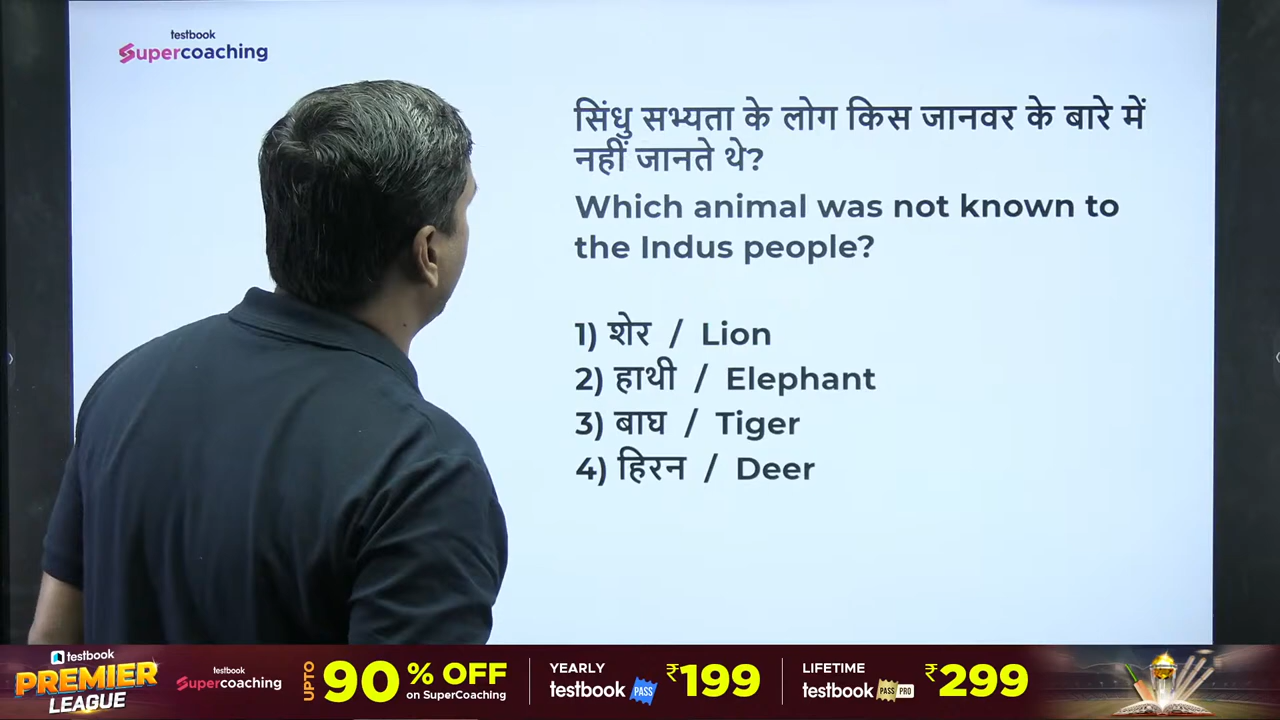 testbook
Supercoaching
सिंधु सभ्यता के लोग किस जानवर के बारे में
नहीं जानते थे?
Which animal was not known to
the Indus people?
1) शेर / Lion
2) हाथी / Elephant
3) बाघ / Tiger
4) हिरन / Deer
testbook
PREMIER
LEAGUE
testbook
Supercoaching
UPTO
90 % OFF
on SuperCoaching
YEARLY
testbook PASS
₹199
LIFETIME
testbook PASS PRO
₹299